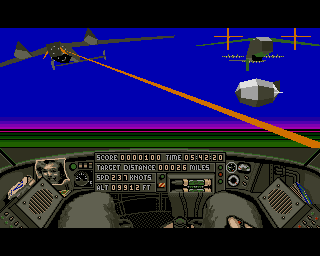 SCORE 0000100 TIME 05:42:20
TARGET DISTANCE 00026 MILES
SPD 237 KNOTS
ALT 09912 FT